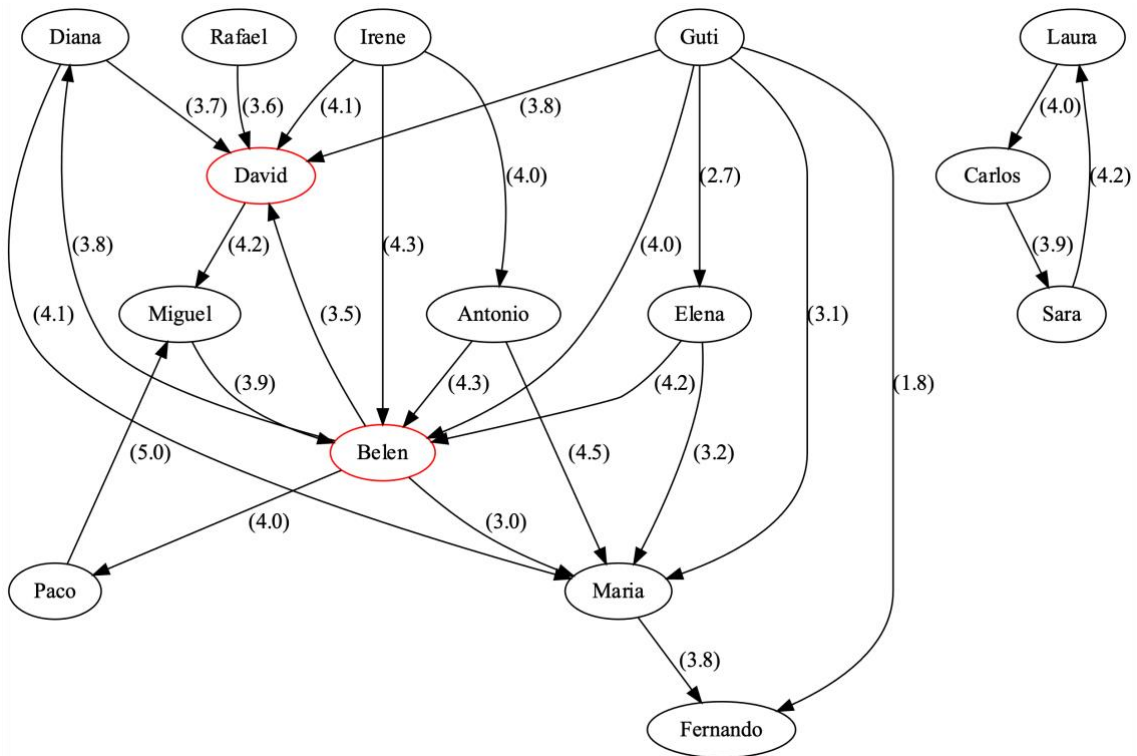 Diana
Rafael
Irene
Guti
Laura
(3.7)
(3.6)
(4.1)
(3.8)
(4.0)
David
(4.0)
(2.7)
Carlos
(4.2)
(3.8)
(4.2)
(4.3)
(4.0)
(3.9)
(4.1)
Miguel
(3.5)
Antonio
Elena
(3.1)
Sara
(3.9)
(4.3)
(4.2)
(1.8)
(5.0)
Belen
(4.5)
(3.2)
(4.0)
(3.0)
Paco
Maria
(3.8)
Fernando